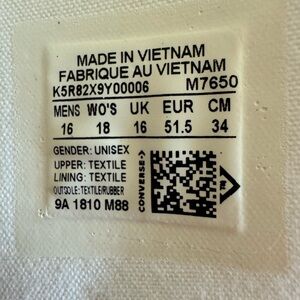 MADE IN VIETNAM
FABRIQUE AU VIETNAM
K5R82X9Y00006 M7650
MENS WO'S UK EUR CM
16 18 16 51.5 34
GENDER: UNISEX
UPPER: TEXTILE
LINING: TEXTILE
OUTSOLE: TEXTILE/RUBBER
9A 1810 M88
CONVERSE